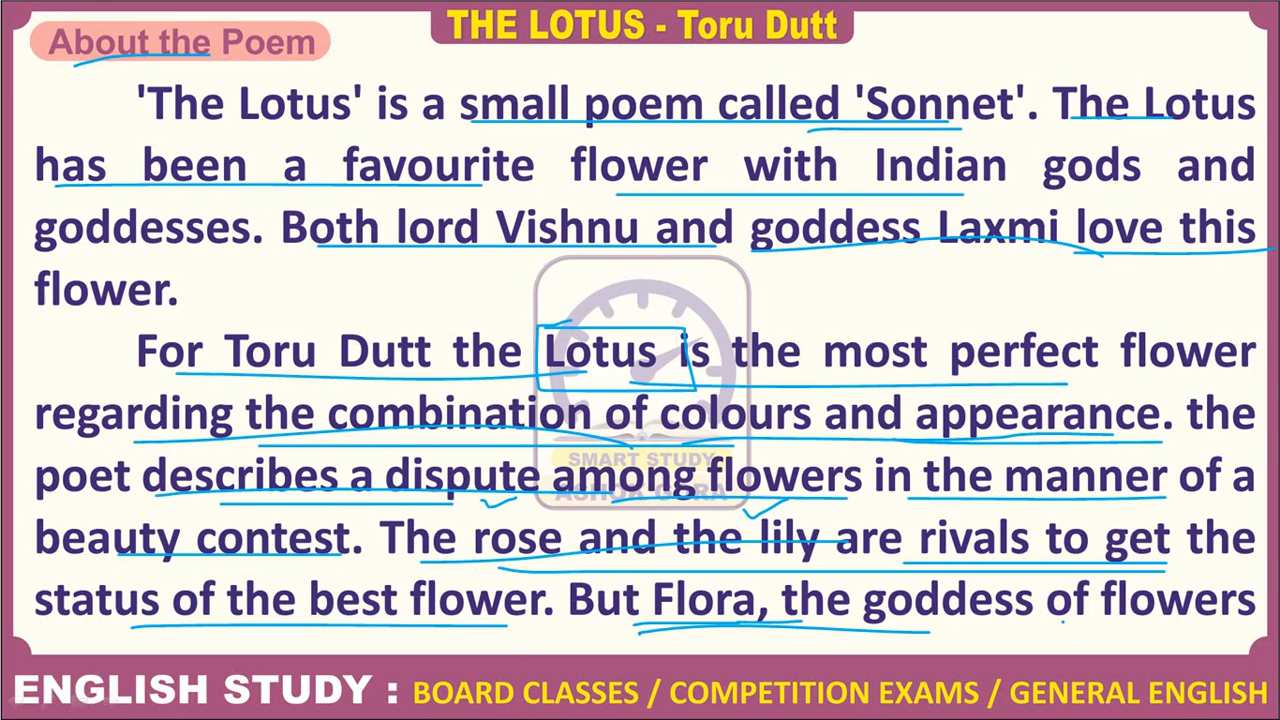 THE LOTUS - Toru Dutt
About the Poem
'The Lotus' is a small poem called 'Sonnet'. The Lotus
has been a favourite flower with Indian gods and
goddesses. Both lord Vishnu and goddess Laxmi love this
flower.
For Toru Dutt the Lotus is the most perfect flower
regarding the combination of colours and appearance. the
poet describes a dispute among flowers in the manner of a
beauty contest. The rose and the lily are rivals to get the
status of the best flower. But Flora, the goddess of flowers
SMART STUDY
ENGLISH STUDY : BOARD CLASSES / COMPETITION EXAMS / GENERAL ENGLISH